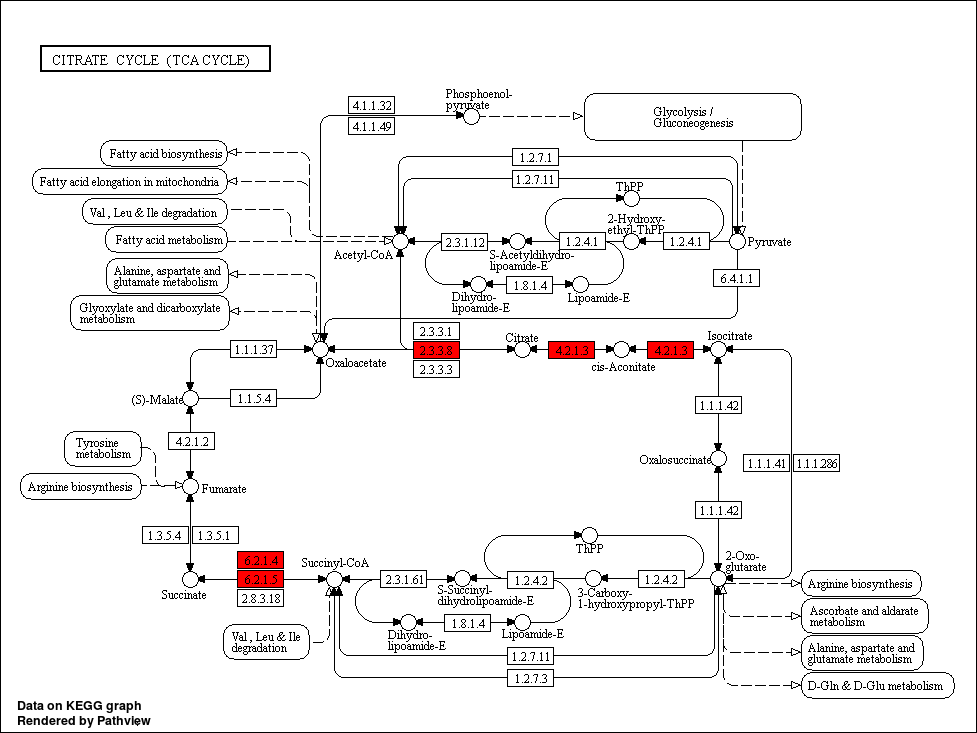 CITRATE CYCLE (TCA CYCLE)
Phosphoenol-
pyruvate
4.1.1.32
4.1.1.49
Glycolysis /
Gluconeogenesis
Fatty acid biosynthesis
Fatty acid elongation in mitochondria
Val , Leu & Ile degradation
Fatty acid metabolism
Alanine, aspartate and
glutamate metabolism
Glyoxylate and dicarboxylate
metabolism
1.2.7.1
1.2.7.11
ThPP
2-Hydroxy-
ethyl-ThPP
Acetyl-CoA
2.3.1.12
S-Acetyldihydro-
lipoamide-E
1.2.4.1
1.2.4.1
Pyruvate
Dihydro-
lipoamide-E
1.8.1.4
Lipoamide-E
6.4.1.1
1.1.1.37
Oxaloacetate
2.3.3.1
2.3.3.8
2.3.3.3
Citrate
4.2.1.3
cis-Aconitate
4.2.1.3
Isocitrate
(S)-Malate
1.1.5.4
1.1.1.42
4.2.1.2
Tyrosine
metabolism
Arginine biosynthesis
Fumarate
Oxalosuccinate
1.1.1.41
1.1.1.286
1.1.1.42
1.3.5.4
1.3.5.1
ThPP
2-Oxo-
glutarate
6.2.1.4
6.2.1.5
2.8.3.18
Succinate
Succinyl-CoA
2.3.1.61
S-Succinyl-
dihydrolipoamide-E
1.2.4.2
3-Carboxy-
1-hydroxypropyl-ThPP
1.2.4.2
Arginine biosynthesis
Ascorbate and aldarate
metabolism
Val , Leu & Ile
degradation
Dihydro-
lipoamide-E
1.8.1.4
Lipoamide-E
Alanine, aspartate and
glutamate metabolism
1.2.7.11
1.2.7.3
D-Gln & D-Glu metabolism
Data on KEGG graph
Rendered by Pathview